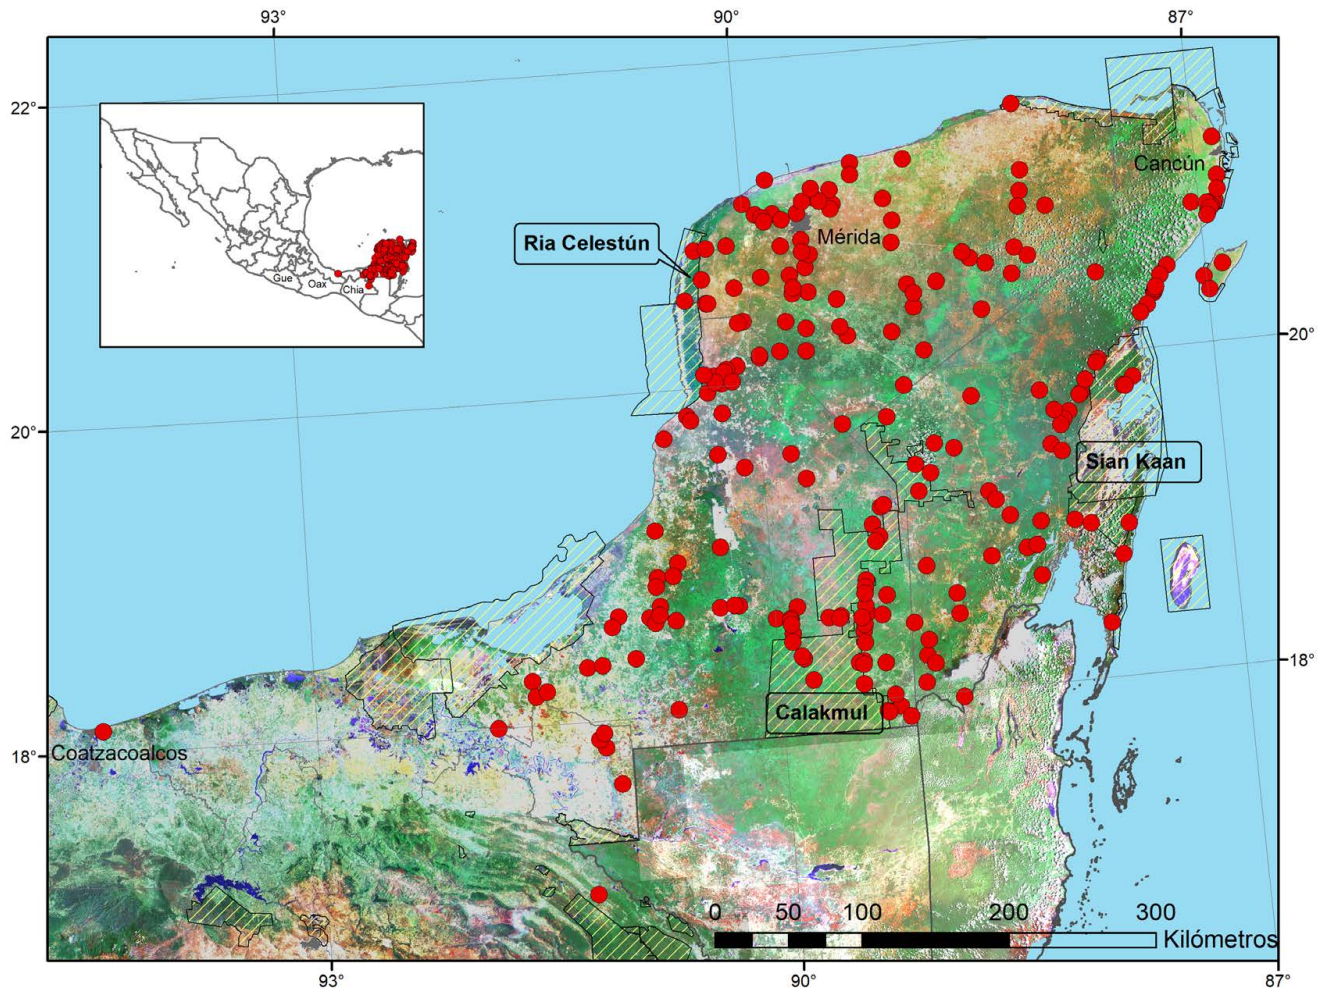 93°
90°
87°
22°
Cancún
Ria Celestún
Mérida
Gue
Oax
Chia
20°
20°
Sian Kaan
18°
Calakmul
Coatzacoalcos
18°
0
50
100
200
300
Kilómetros
93°
90°
87°